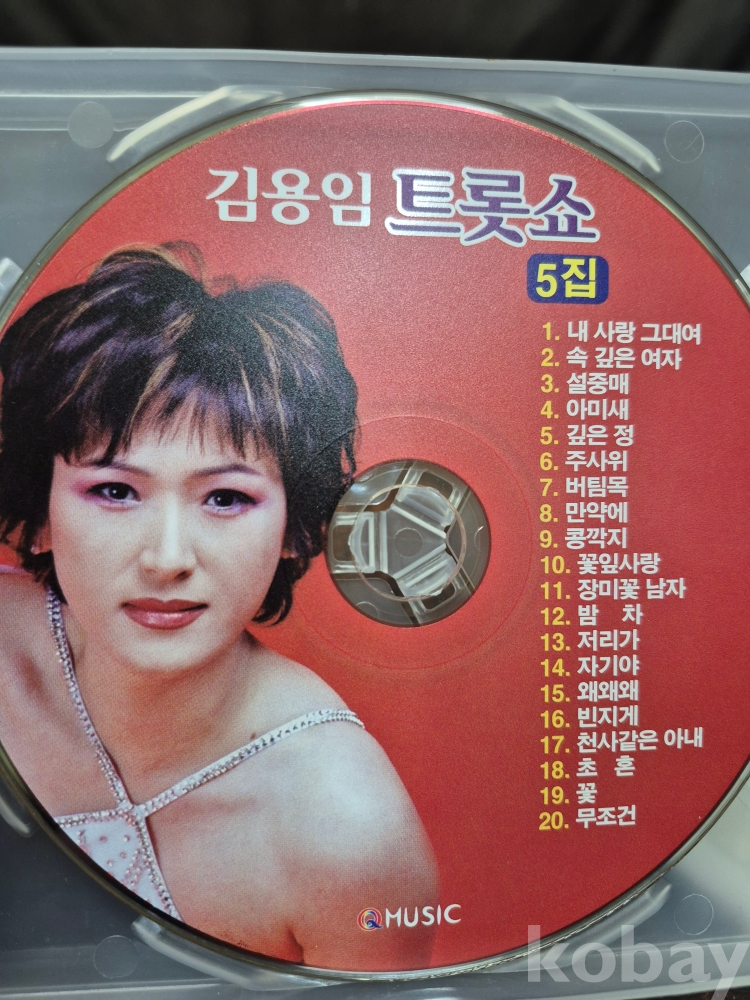 김용임 트롯쇼
5집
1. 내 사랑 그대여
2. 속 깊은 여자
3. 설중매
4. 아미새
5. 깊은 정
6. 주사위
7. 버팀목
8. 만약에
9. 콩깍지
10. 꽃잎사랑
11. 장미꽃 남자
12. 밤 차
13. 저리가
14. 자기야
15. 왜왜왜
16. 빈지게
17. 천사같은 아내
18. 초 혼
19. 꽃
20. 무조건
Q MUSIC
kobay